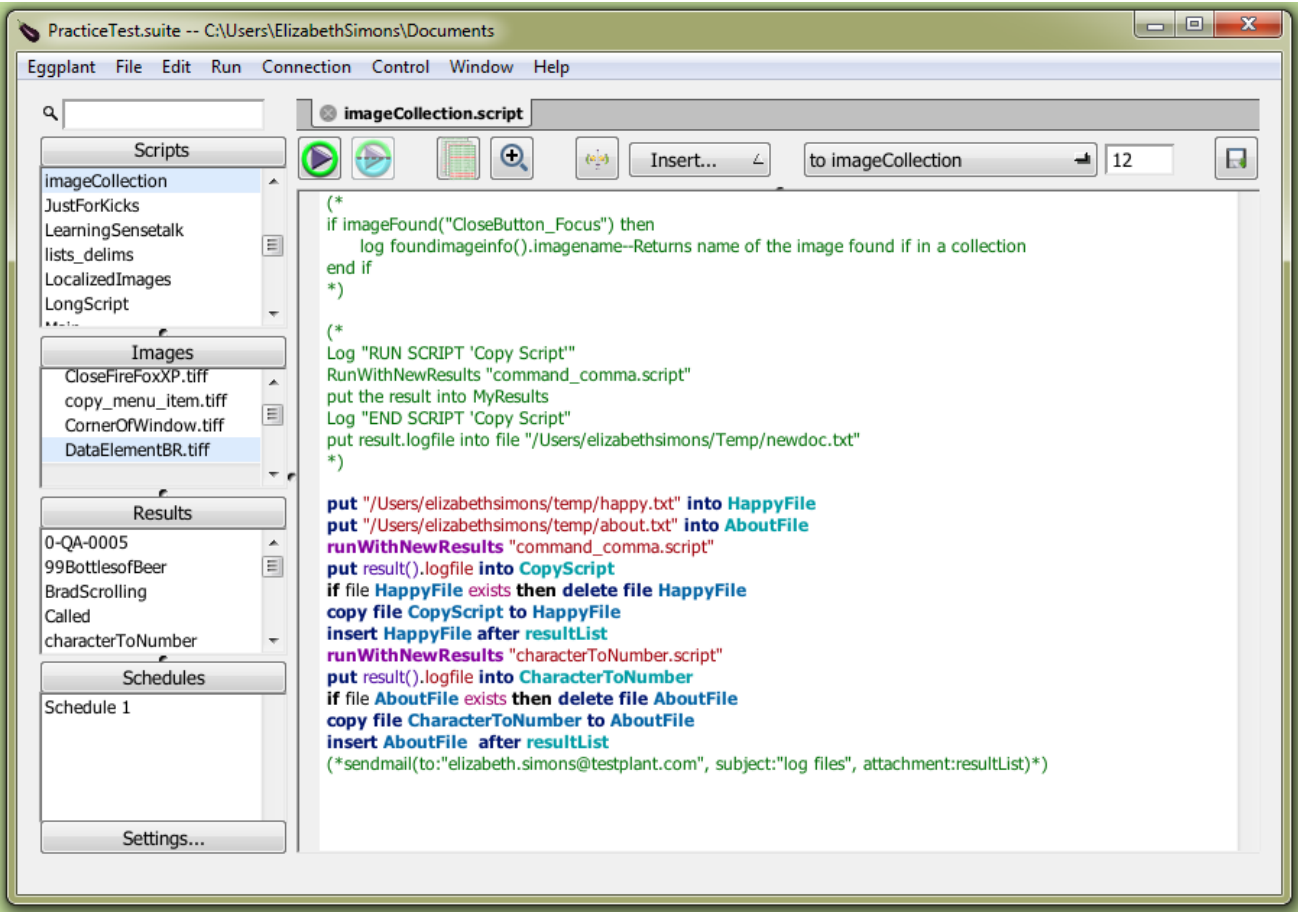 PracticeTest.suite -- C:\Users\ElizabethSimons\Documents
Eggplant File Edit Run Connection Control Window Help
imageCollection.script
Scripts
Insert... to imageCollection 12
imageCollection
JustForKicks
LearningSensetalk
lists_delims
LocalizedImages
LongScript
Images
CloseFireFoxXP.tiff
copy_menu_item.tiff
CornerOfWindow.tiff
DataElementBR.tiff
Results
0-QA-0005
99BottlesofBeer
BradScrolling
Called
characterToNumber
Schedules
Schedule 1
Settings...
(*
if imageFound("CloseButton_Focus") then
log foundimageinfo().imagename--Returns name of the image found if in a collection
end if
*)
(*
Log "RUN SCRIPT 'Copy Script'"
RunWithNewResults "command_comma.script"
put the result into MyResults
Log "END SCRIPT 'Copy Script"
put result.logfile into file "/Users/elizabethsimons/Temp/newdoc.txt"
*)
put "/Users/elizabethsimons/temp/happy.txt" into HappyFile
put "/Users/elizabethsimons/temp/about.txt" into AboutFile
runWithNewResults "command_comma.script"
put result().logfile into CopyScript
if file HappyFile exists then delete file HappyFile
copy file CopyScript to HappyFile
insert HappyFile after resultList
runWithNewResults "characterToNumber.script"
put result().logfile into CharacterToNumber
if file AboutFile exists then delete file AboutFile
copy file CharacterToNumber to AboutFile
insert AboutFile  after resultList
(*sendmail(to:"elizabeth.simons@testplant.com", subject:"log files", attachment:resultList)*)